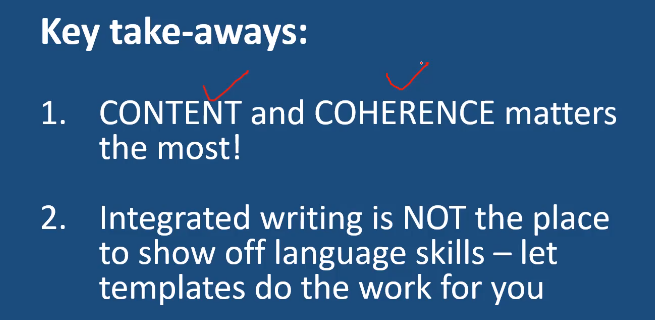 Key take-aways:
1. CONTENT and COHERENCE matters
the most!
2. Integrated writing is NOT the place
to show off language skills – let
templates do the work for you